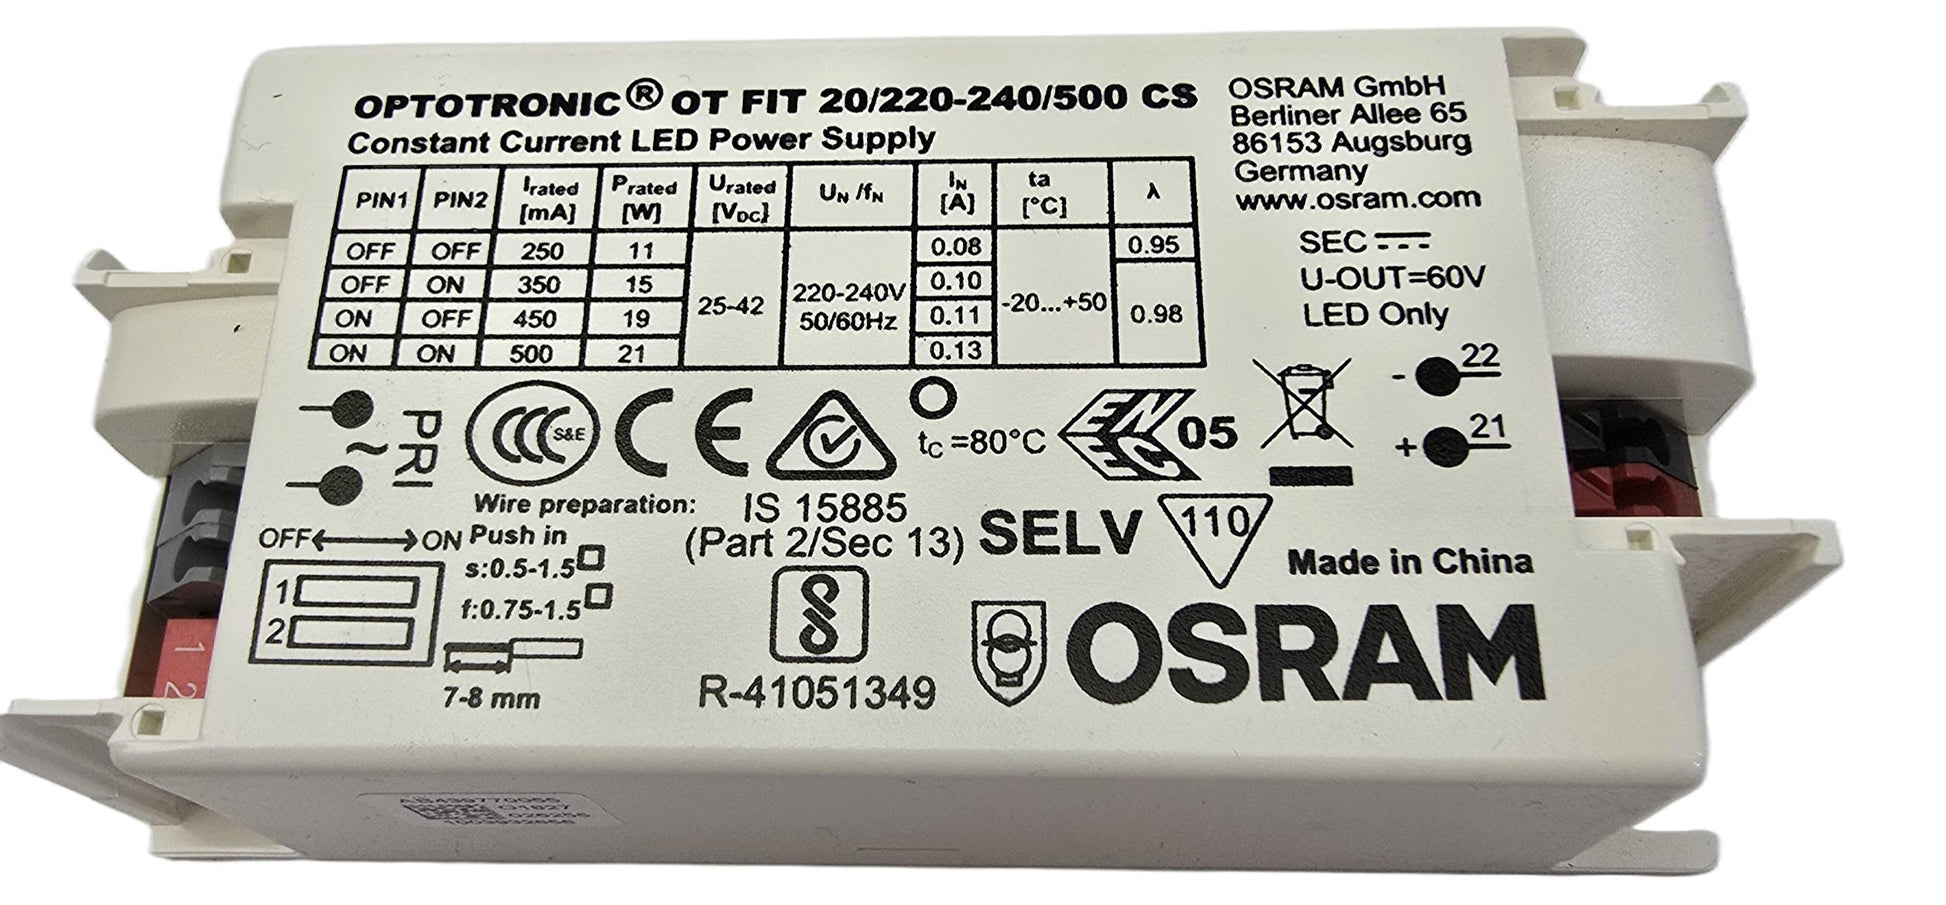 OPTOTRONIC® OT FIT 20/220-240/500 CS
Constant Current LED Power Supply
OSRAM GmbH
Berliner Allee 65
86153 Augsburg
Germany
www.osram.com
PIN1 PIN2 Irated [mA] Prated [W] Urated [VDC] UN /fN IN [A] ta [°C] λ
OFF OFF 250 11 25-42 220-240V 50/60Hz 0.08 -20...+50 0.95
OFF ON 350 15 0.10 0.98
ON OFF 450 19 0.11
ON ON 500 21 0.13
SEC
U-OUT=60V
LED Only
- 22
+ 21
~ PRI
CCC S&E
CE
tc =80°C
ENEC 05
Wire preparation:
Push in
s:0.5-1.5□
f:0.75-1.5□
7-8 mm
OFF ON
1
2
IS 15885
(Part 2/Sec 13)
R-41051349
SELV
110
Made in China
OSRAM
1
2